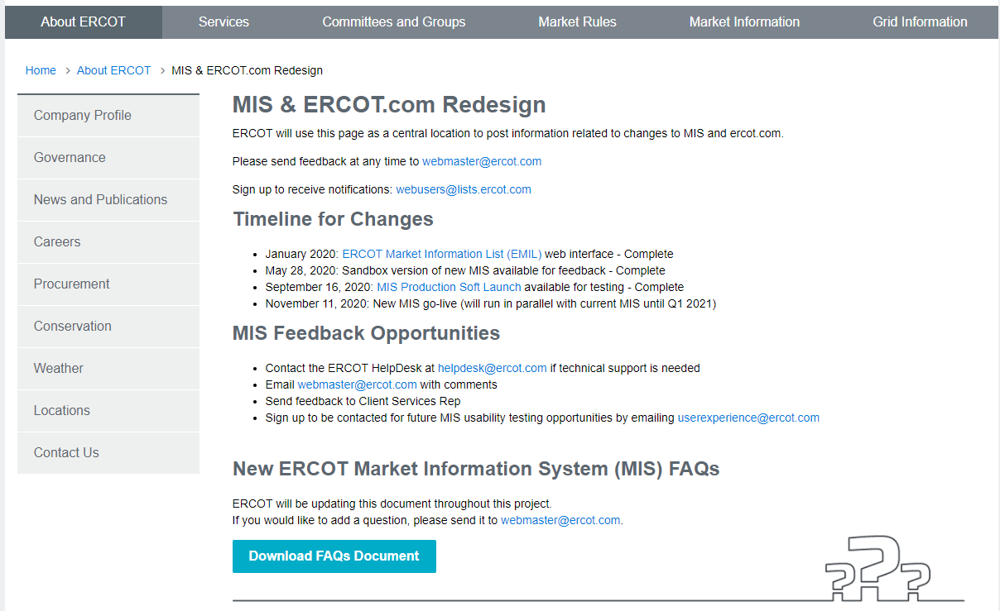 About ERCOT Services Committees and Groups Market Rules Market Information Grid Information
Home > About ERCOT > MIS & ERCOT.com Redesign
Company Profile
Governance
News and Publications
Careers
Procurement
Conservation
Weather
Locations
Contact Us
MIS & ERCOT.com Redesign
ERCOT will use this page as a central location to post information related to changes to MIS and ercot.com.
Please send feedback at any time to webmaster@ercot.com
Sign up to receive notifications: webusers@lists.ercot.com
Timeline for Changes
• January 2020: ERCOT Market Information List (EMIL) web interface - Complete
• May 28, 2020: Sandbox version of new MIS available for feedback - Complete
• September 16, 2020: MIS Production Soft Launch available for testing - Complete
• November 11, 2020: New MIS go-live (will run in parallel with current MIS until Q1 2021)
MIS Feedback Opportunities
• Contact the ERCOT HelpDesk at helpdesk@ercot.com if technical support is needed
• Email webmaster@ercot.com with comments
• Send feedback to Client Services Rep
• Sign up to be contacted for future MIS usability testing opportunities by emailing userexperience@ercot.com
New ERCOT Market Information System (MIS) FAQs
ERCOT will be updating this document throughout this project.
If you would like to add a question, please send it to webmaster@ercot.com.
Download FAQs Document
???